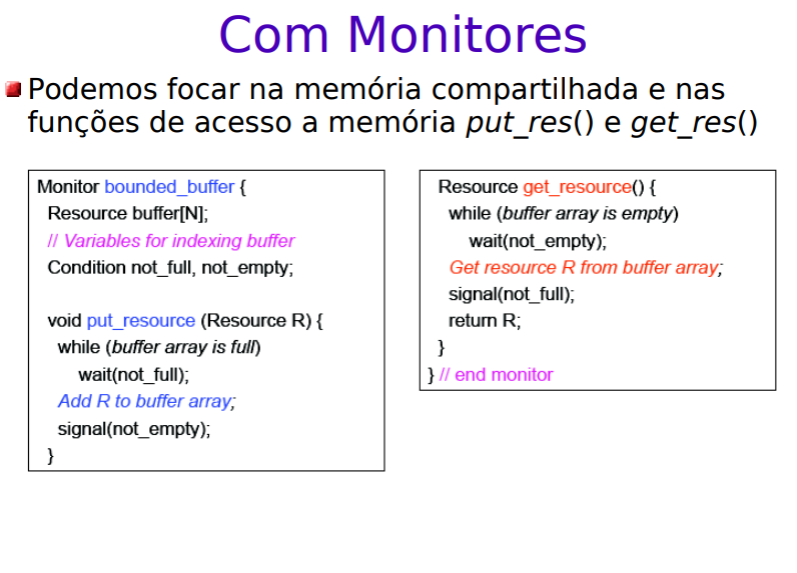 Com Monitores
Podemos focar na memória compartilhada e nas
funções de acesso a memória put_res() e get_res()
Monitor bounded_buffer {
Resource buffer[N];
// Variables for indexing buffer
Condition not_full, not_empty;
void put_resource (Resource R) {
while (buffer array is full)
wait(not_full);
Add R to buffer array;
signal(not_empty);
}
Resource get_resource() {
while (buffer array is empty)
wait(not_empty);
Get resource R from buffer array;
signal(not_full);
return R;
}
} // end monitor